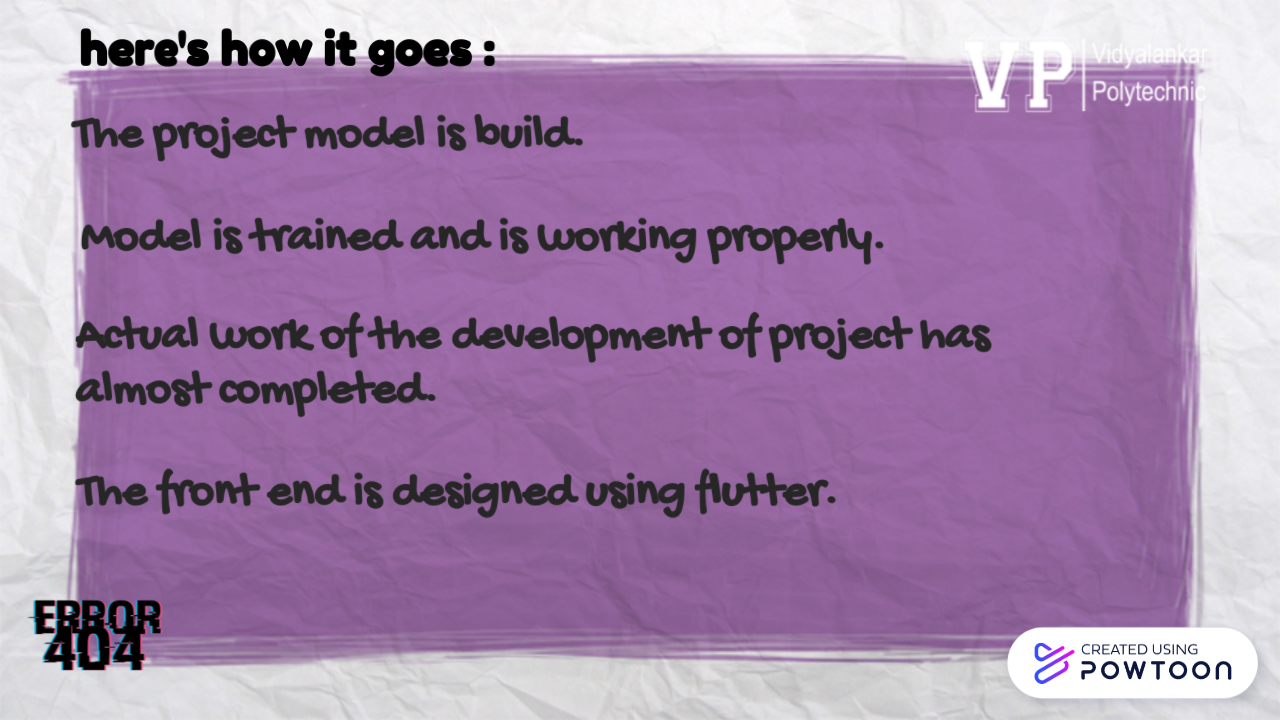 here's how it goes :
VP Vidyalankar
Polytechnic
The project model is build.
Model is trained and is working properly.
Actual work of the development of project has
almost completed.
The front end is designed using flutter.
ERROR
404
CREATED USING
POWTOON